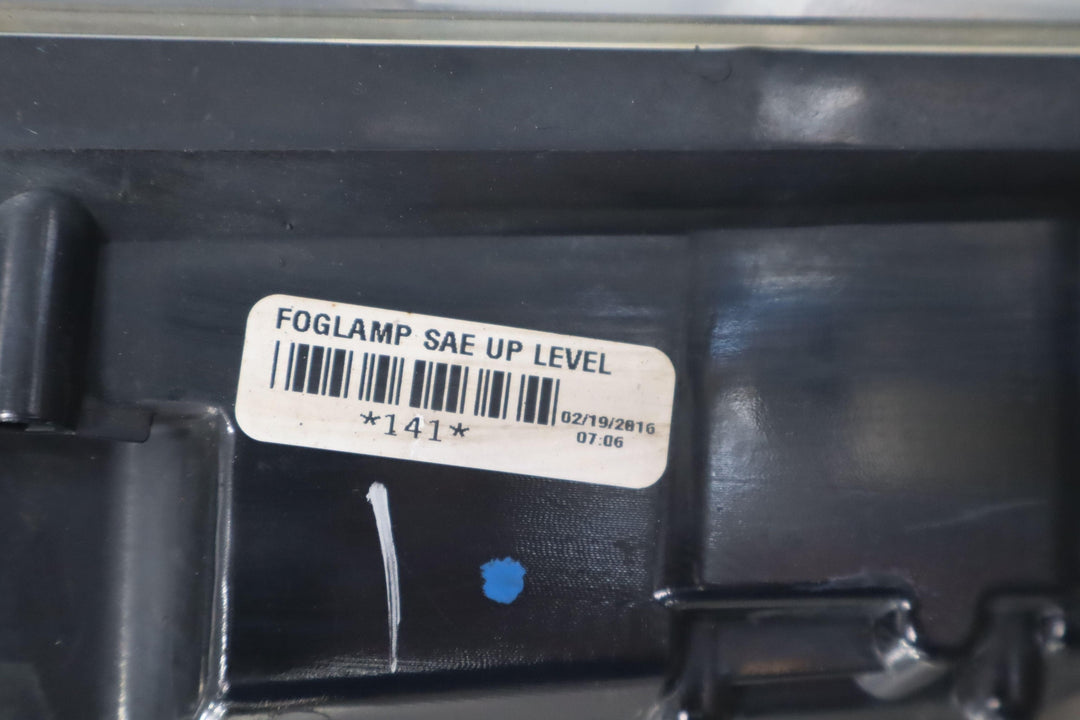 FOGLAMP SAE UP LEVEL
*141*
02/19/2016
07:06